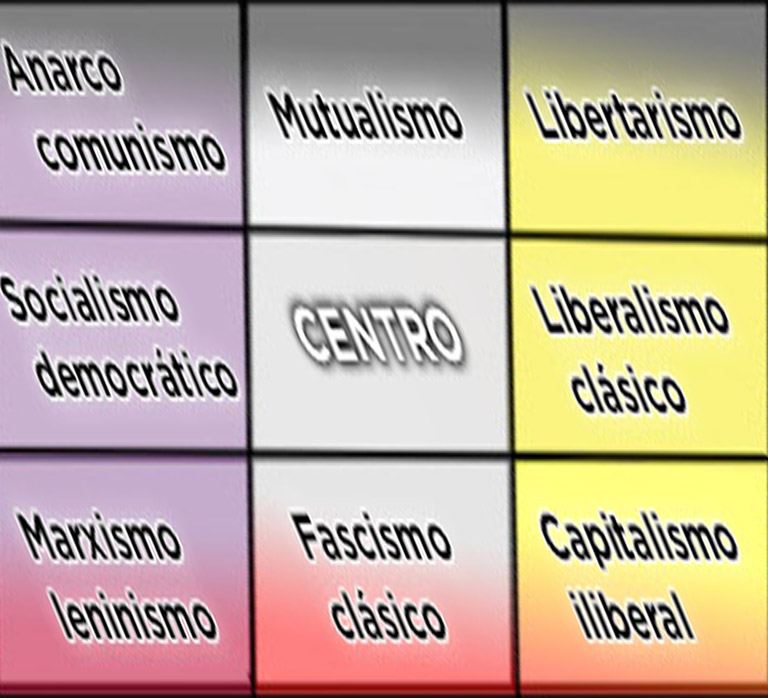 Anarco
comunismo
Mutualismo
Libertarismo
Socialismo
democrático
CENTRO
Liberalismo
clásico
Marxismo
leninismo
Fascismo
clásico
Capitalismo
iliberal